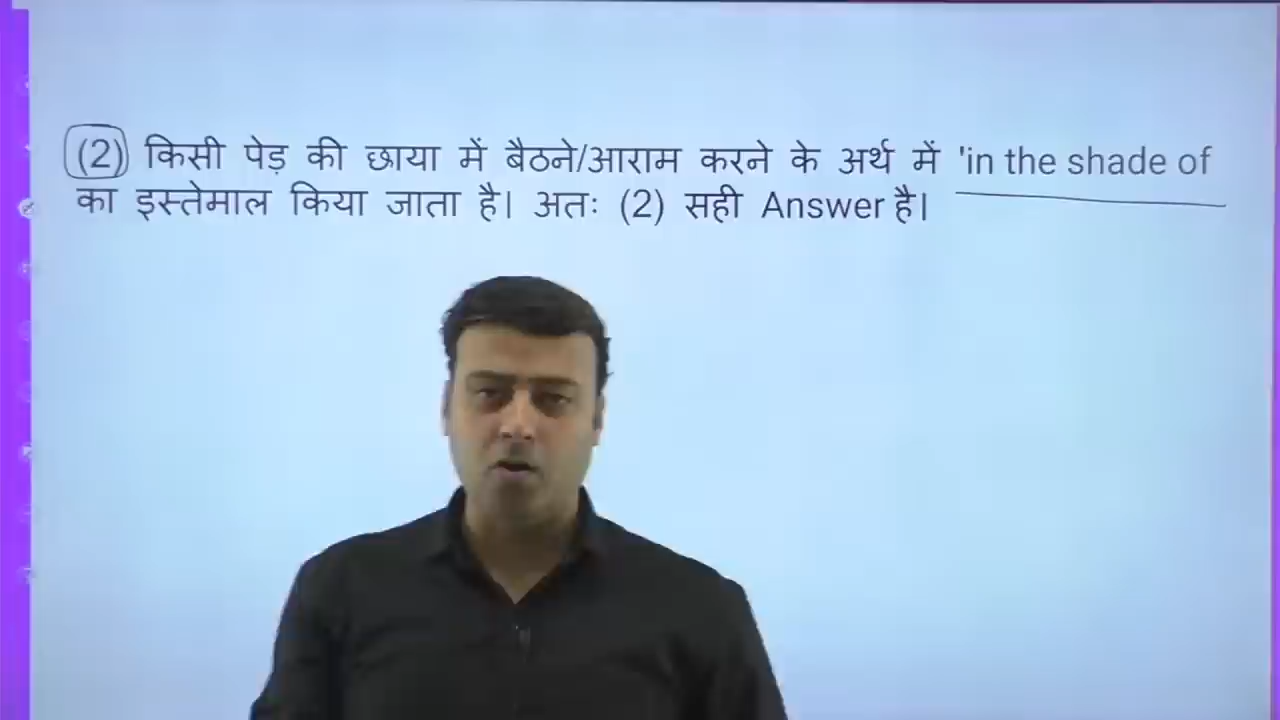 (2) किसी पेड़ की छाया में बैठने/आराम करने के अर्थ में 'in the shade of
का इस्तेमाल किया जाता है। अतः (2) सही Answer है।